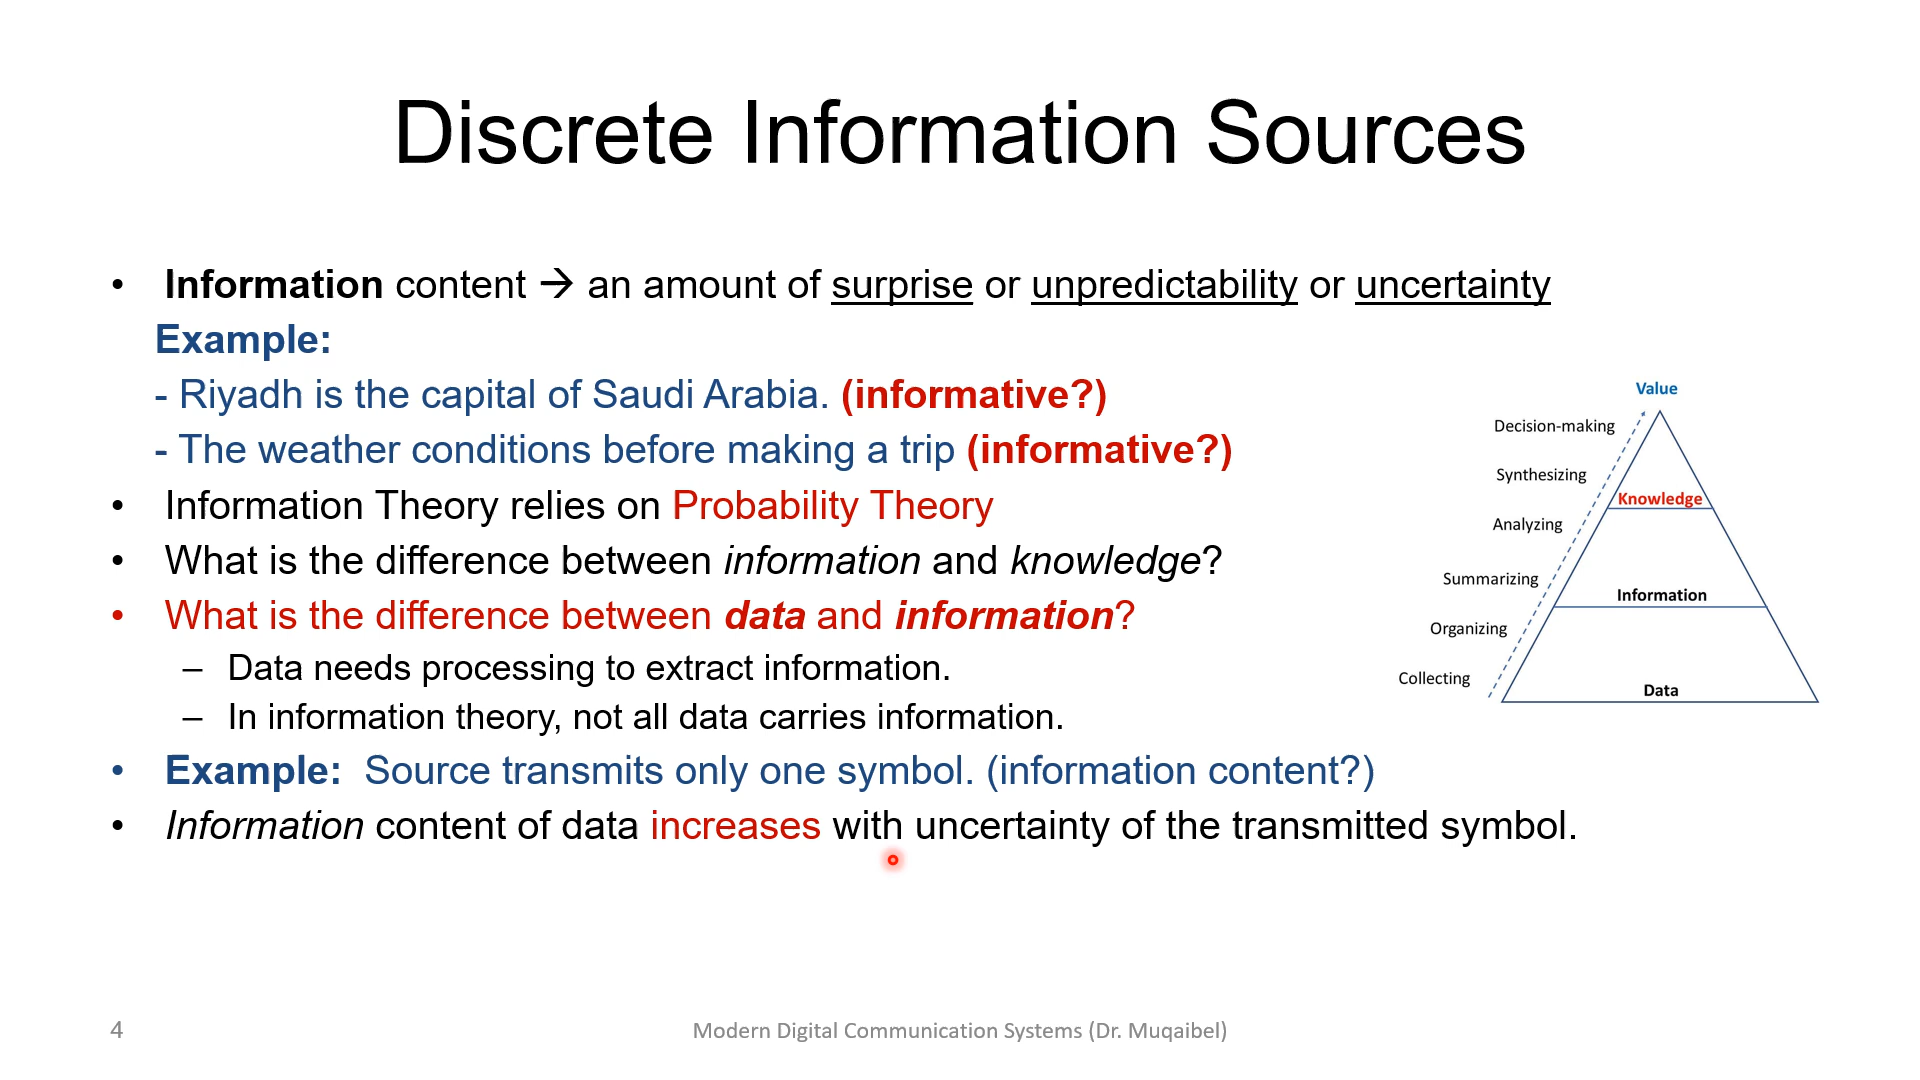 Discrete Information Sources
• Information content → an amount of surprise or unpredictability or uncertainty
Example:
- Riyadh is the capital of Saudi Arabia. (informative?)
- The weather conditions before making a trip (informative?)
• Information Theory relies on Probability Theory
• What is the difference between information and knowledge?
• What is the difference between data and information?
– Data needs processing to extract information.
– In information theory, not all data carries information.
• Example: Source transmits only one symbol. (information content?)
• Information content of data increases with uncertainty of the transmitted symbol.
Value
Decision-making
Synthesizing
Knowledge
Analyzing
Summarizing
Information
Organizing
Collecting
Data
4
Modern Digital Communication Systems (Dr. Muqaibel)